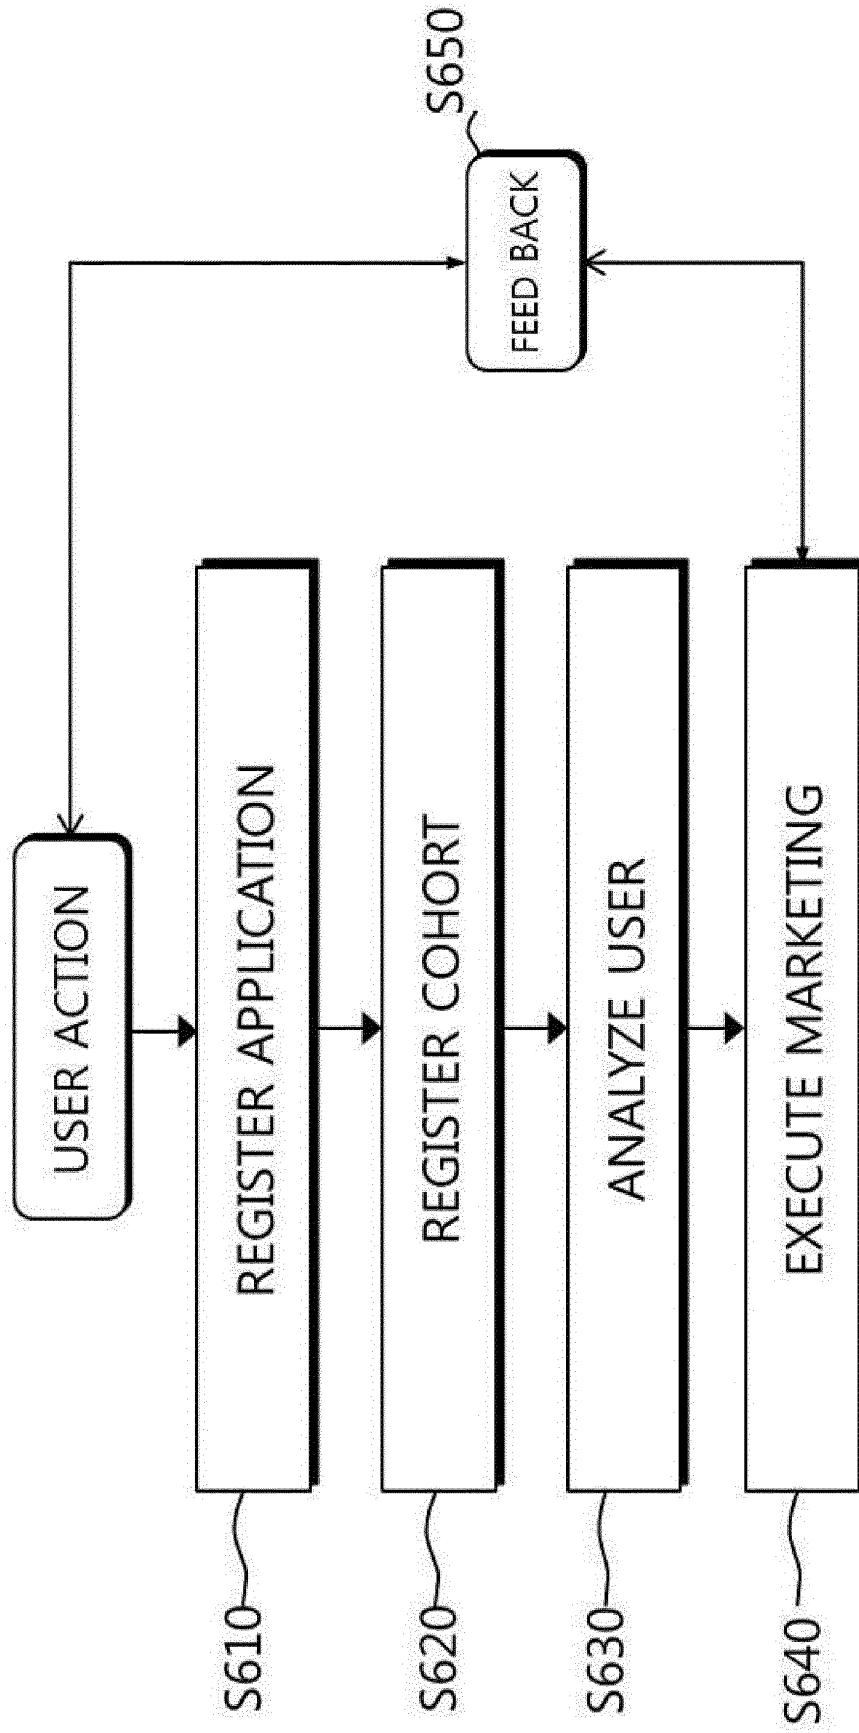 USER ACTION
S610
REGISTER APPLICATION
S620
REGISTER COHORT
S630
ANALYZE USER
S640
EXECUTE MARKETING
FEED BACK
S650